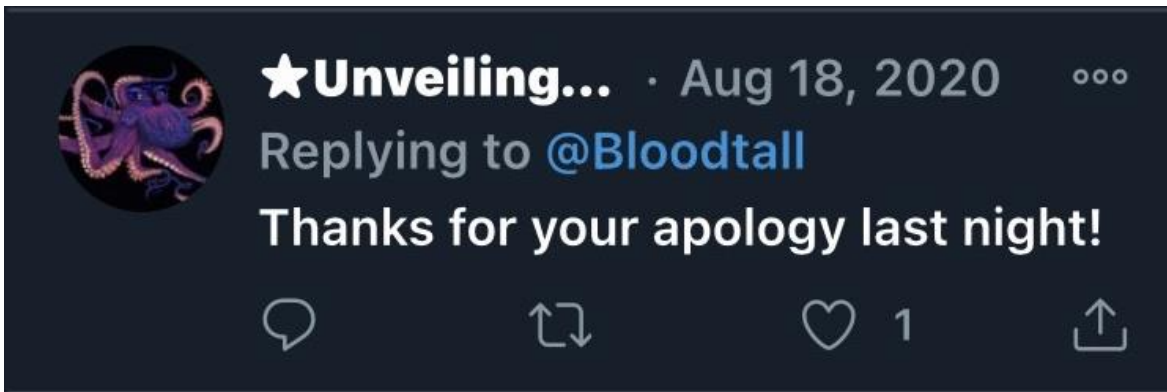 ★Unveiling... · Aug 18, 2020
Replying to @Bloodtall
Thanks for your apology last night!
1